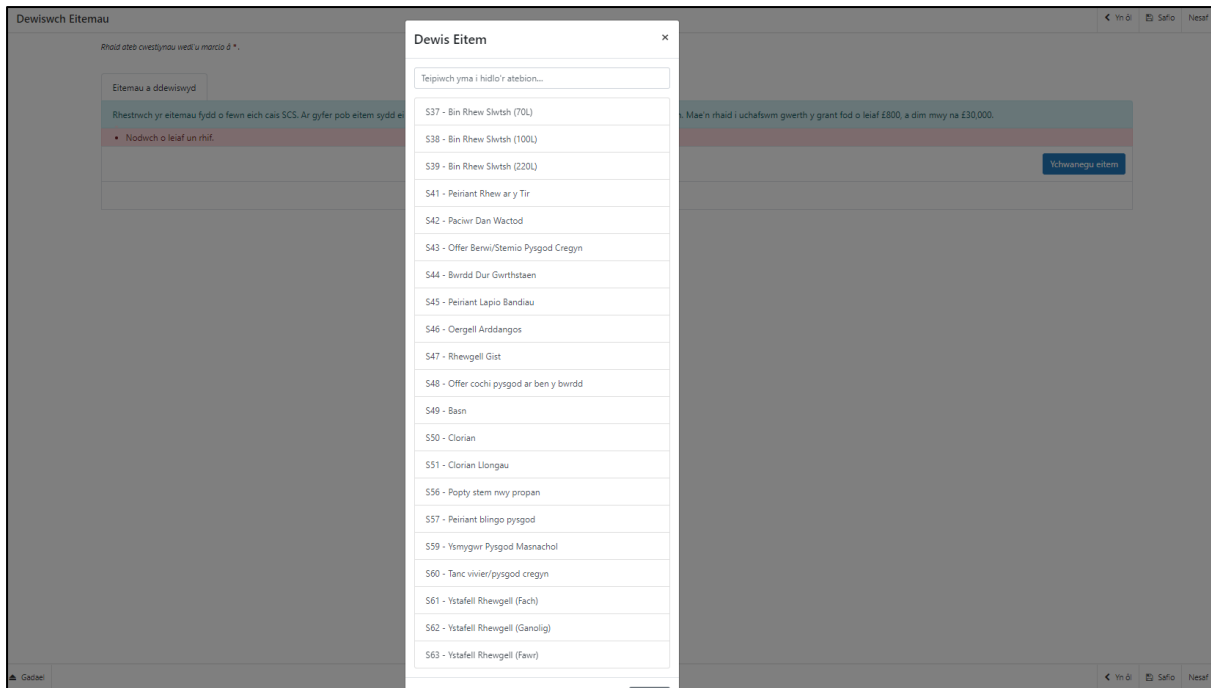 Dewiswch Eitemau
Yn ôl Safio Nesaf
Rhaid ateb cwestiynau wedi'u marcio â * .
Eitemau a ddewiswyd
Rhestrwch yr eitemau fydd o fewn eich cais SCS. Ar gyfer pob eitem sydd ei
Mae'n rhaid i uchafswm gwerth y grant fod o leiaf £800, a dim mwy na £30,000.
• Nodwch o leiaf un rhif.
Ychwanegu eitem
Dewis Eitem ×
Teipiwch yma i hidlo'r atebion...
S37 - Bin Rhew Slwtsh (70L)
S38 - Bin Rhew Slwtsh (100L)
S39 - Bin Rhew Slwtsh (220L)
S41 - Peiriant Rhew ar y Tir
S42 - Paciwr Dan Wactod
S43 - Offer Berwi/Stemio Pysgod Cregyn
S44 - Bwrdd Dur Gwrthstaen
S45 - Peiriant Lapio Bandiau
S46 - Oergell Arddangos
S47 - Rhewgell Gist
S48 - Offer cochi pysgod ar ben y bwrdd
S49 - Basn
S50 - Clorian
S51 - Clorian Llongau
S56 - Popty stem nwy propan
S57 - Peiriant blingo pysgod
S59 - Ysmygwr Pysgod Masnachol
S60 - Tanc vivier/pysgod cregyn
S61 - Ystafell Rhewgell (Fach)
S62 - Ystafell Rhewgell (Ganolig)
S63 - Ystafell Rhewgell (Fawr)
Gadael
Yn ôl Safio Nesaf